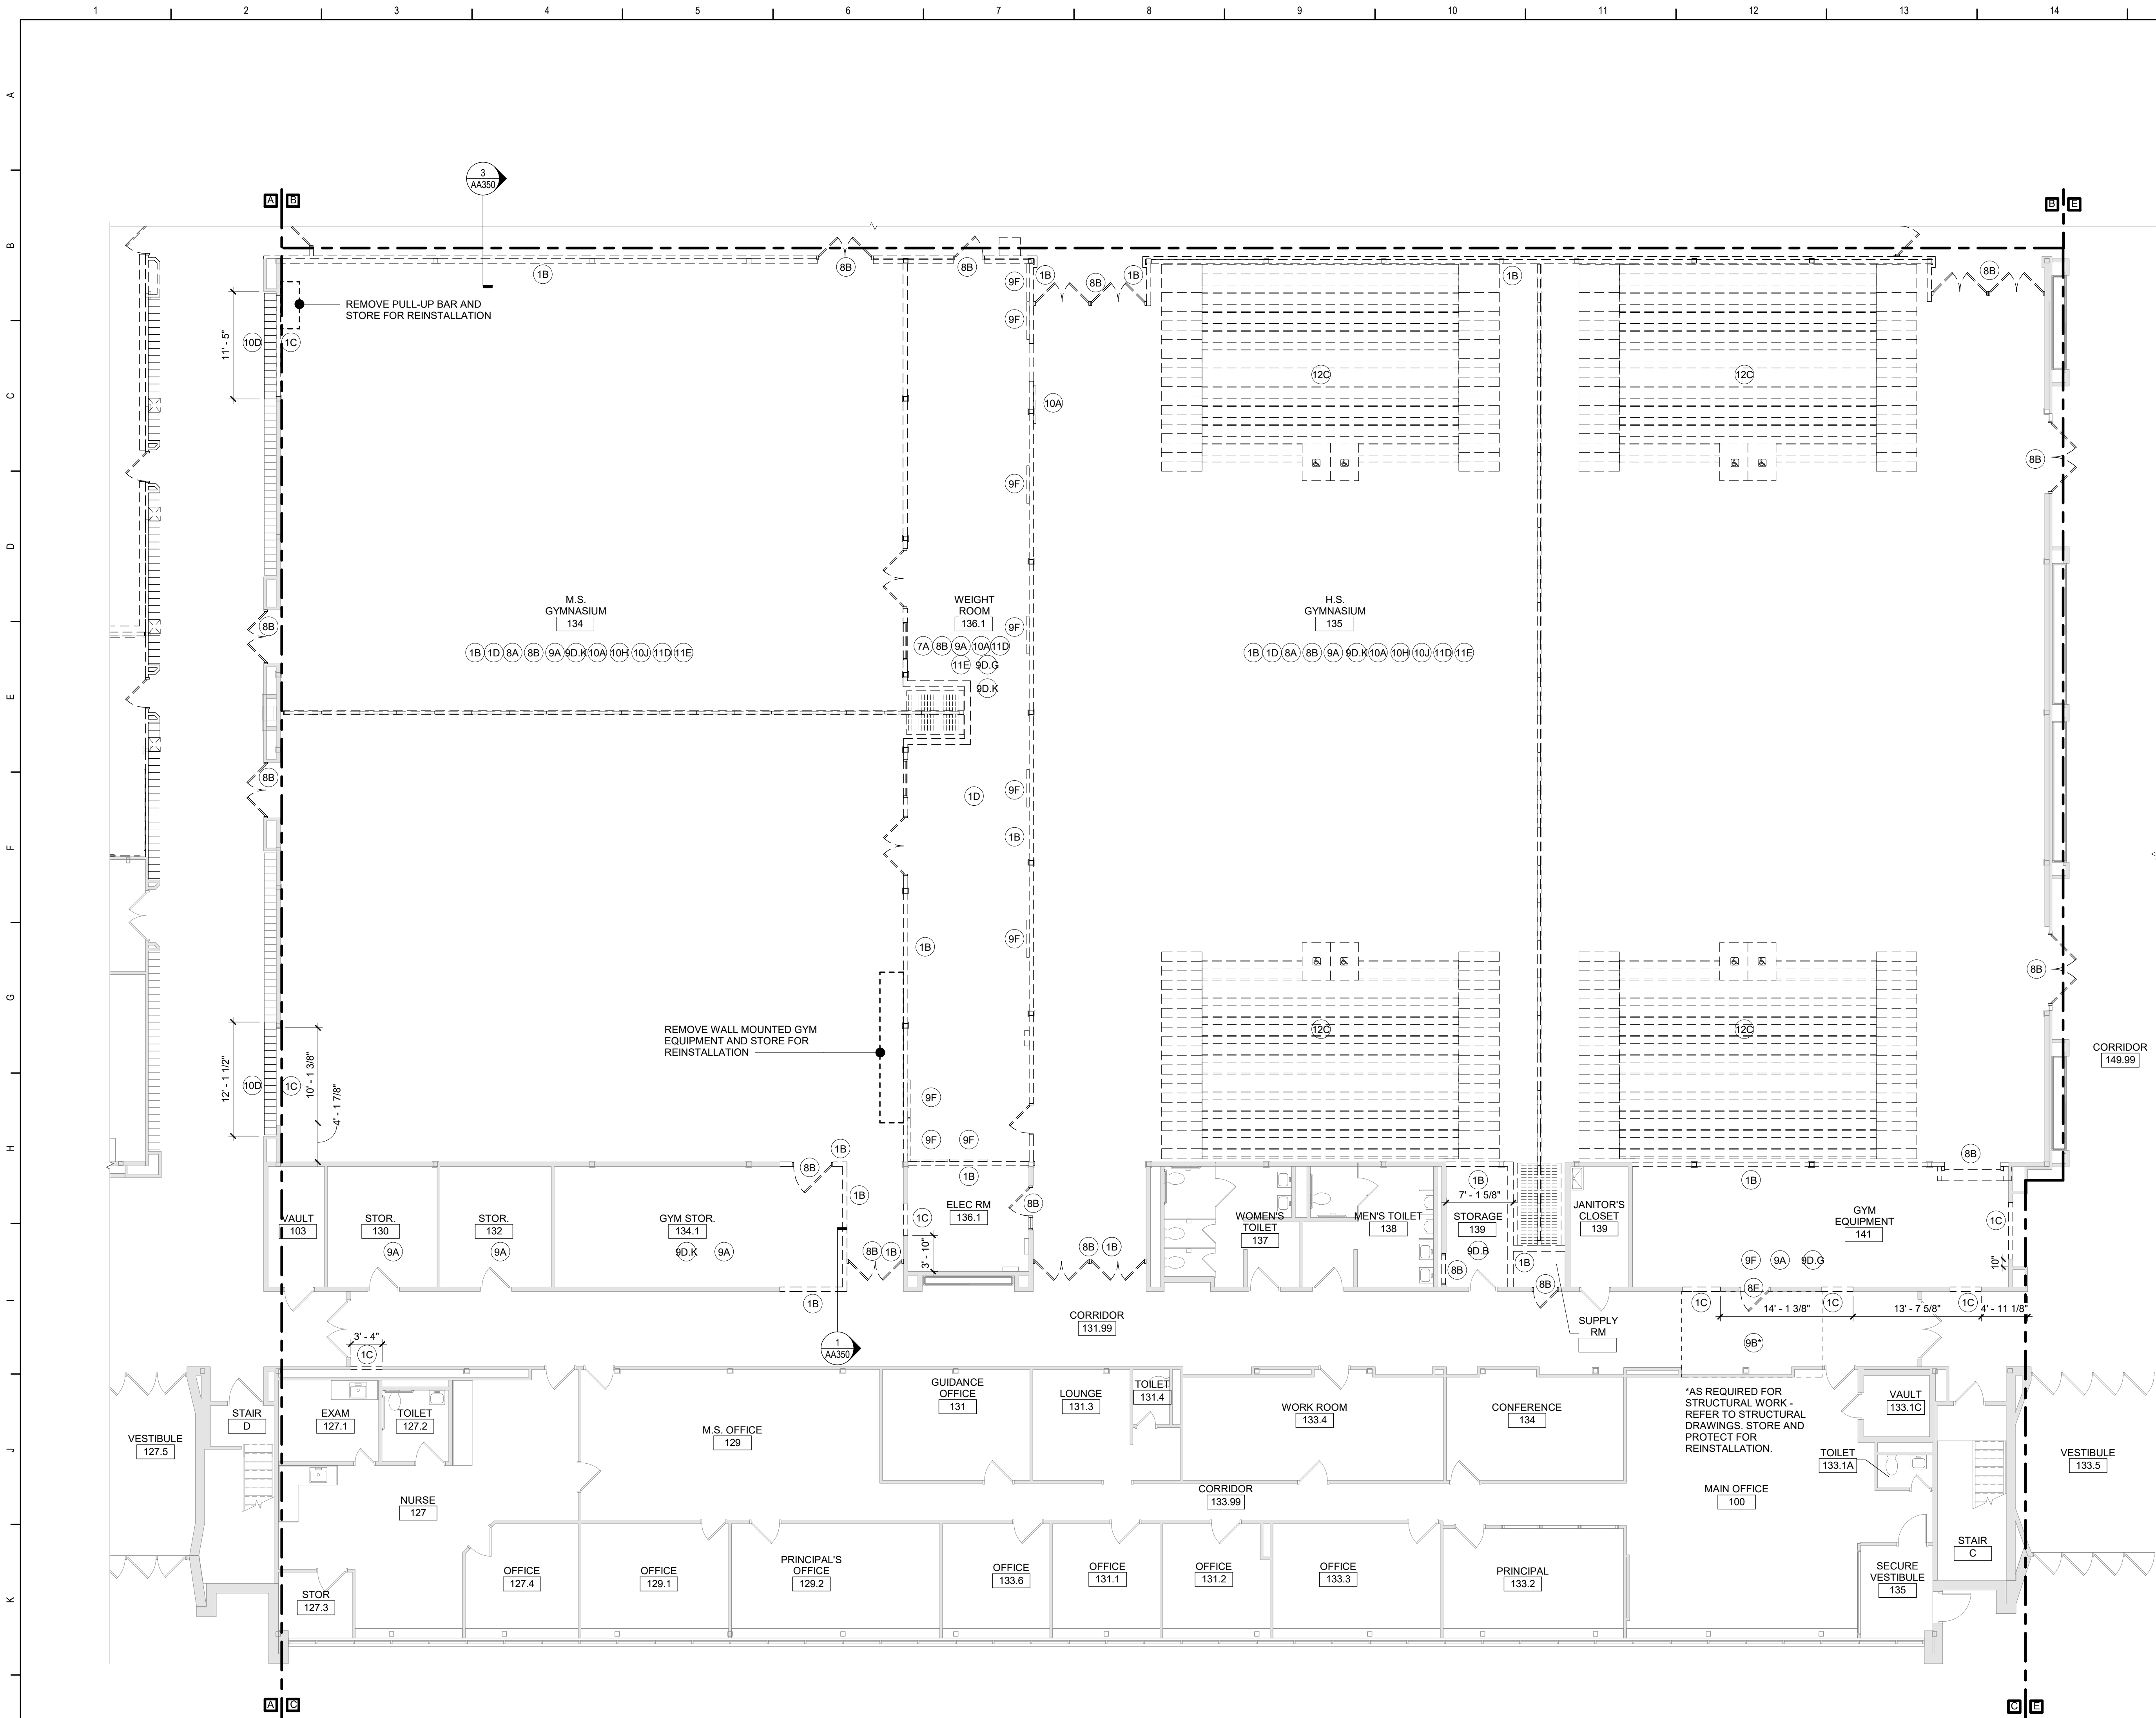 1
2
3
4
5
6
7
8
9
10
11
12
13
14
A
B
C
D
E
F
G
H
I
J
K
3
AA350
A
B
B
E
REMOVE PULL-UP BAR AND
STORE FOR REINSTALLATION
1B
8B
8B
9F
1B
8B
1B
1B
8B
9F
11' - 5"
10D
1C
10A
12C
12C
8B
9F
M.S.
GYMNASIUM
134
1B 1D 8A 8B 9A 9D.K 10A 10H 10J 11D 11E
WEIGHT
ROOM
136.1
7A 8B 9A 10A 11D
11E 9D.G
9D.K
9F
H.S.
GYMNASIUM
135
1B 1D 8A 8B 9A 9D.K 10A 10H 10J 11D 11E
8B
8B
1D
9F
1B
1B
9F
8B
REMOVE WALL MOUNTED GYM
EQUIPMENT AND STORE FOR
REINSTALLATION
12C
12C
CORRIDOR
149.99
12' - 1 1/2"
10D
1C
10' - 1 3/8"
4' - 1 7/8"
9F
9F
9F
1B
8B
1B
1B
8B
8B
1B
7' - 1 5/8"
1B
VAULT
103
STOR.
130
9A
STOR.
132
9A
GYM STOR.
134.1
9D.K
9A
1C
3' - 10"
ELEC RM
136.1
8B
1B
8B
1B
WOMEN'S
TOILET
137
MEN'S TOILET
138
STORAGE
139
9D.B
8B
1B
8B
JANITOR'S
CLOSET
139
GYM
EQUIPMENT
141
9F
9A
9D.G
1C
10"
8E
1B
1C
1C
1C
14' - 1 3/8"
13' - 7 5/8"
4' - 11 1/8"
3' - 4"
1C
1
AA350
CORRIDOR
131.99
SUPPLY
RM
9B*
*AS REQUIRED FOR
STRUCTURAL WORK -
REFER TO STRUCTURAL
DRAWINGS. STORE AND
PROTECT FOR
REINSTALLATION.
VESTIBULE
127.5
STAIR
D
EXAM
127.1
TOILET
127.2
M.S. OFFICE
129
GUIDANCE
OFFICE
131
LOUNGE
131.3
TOILET
131.4
WORK ROOM
133.4
CONFERENCE
134
VAULT
133.1C
TOILET
133.1A
VESTIBULE
133.5
NURSE
127
CORRIDOR
133.99
MAIN OFFICE
100
STOR
127.3
OFFICE
127.4
OFFICE
129.1
PRINCIPAL'S
OFFICE
129.2
OFFICE
133.6
OFFICE
131.1
OFFICE
131.2
OFFICE
133.3
PRINCIPAL
133.2
SECURE
VESTIBULE
135
STAIR
C
A
C
C
E